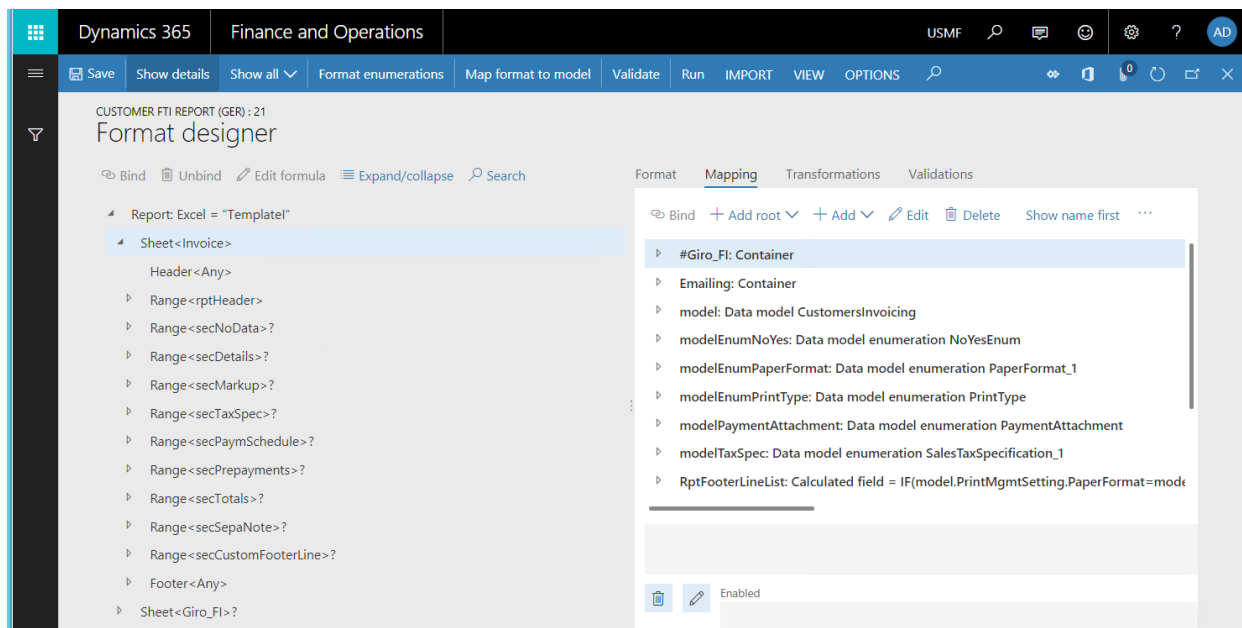 Dynamics 365 Finance and Operations USMF ? AD
Save Show details Show all Format enumerations Map format to model Validate Run IMPORT VIEW OPTIONS 0
CUSTOMER FTI REPORT (GER) : 21
Format designer
Bind Unbind Edit formula Expand/collapse Search
Report: Excel = "TemplateI"
Sheet<Invoice>
Header<Any>
Range<rptHeader>
Range<secNoData>?
Range<secDetails>?
Range<secMarkup>?
Range<secTaxSpec>?
Range<secPaymSchedule>?
Range<secPrepayments>?
Range<secTotals>?
Range<secSepaNote>?
Range<secCustomFooterLine>?
Footer<Any>
Sheet<Giro_FI>?
Format Mapping Transformations Validations
Bind Add root Add Edit Delete Show name first ...
#Giro_FI: Container
Emailing: Container
model: Data model CustomersInvoicing
modelEnumNoYes: Data model enumeration NoYesEnum
modelEnumPaperFormat: Data model enumeration PaperFormat_1
modelEnumPrintType: Data model enumeration PrintType
modelPaymentAttachment: Data model enumeration PaymentAttachment
modelTaxSpec: Data model enumeration SalesTaxSpecification_1
RptFooterLineList: Calculated field = IF(model.PrintMgmtSetting.PaperFormat=mode
Enabled